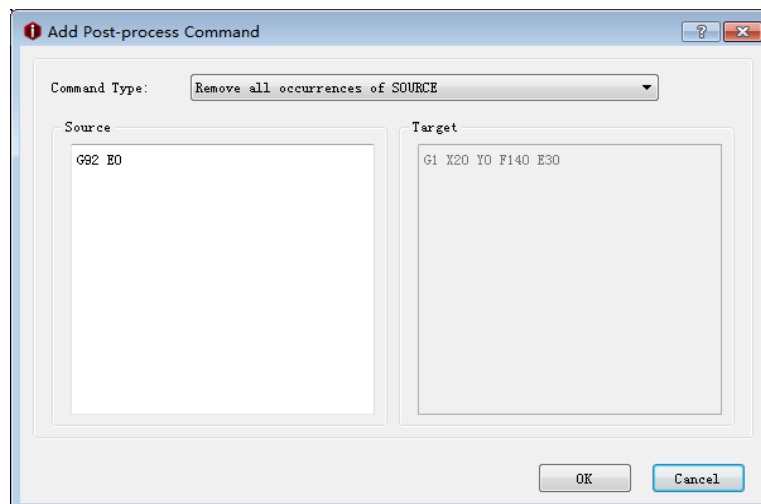 Add Post-process Command
Command Type:
Remove all occurrences of SOURCE
Source
Target
G92 E0
G1 X20 Y0 F140 E30
OK
Cancel